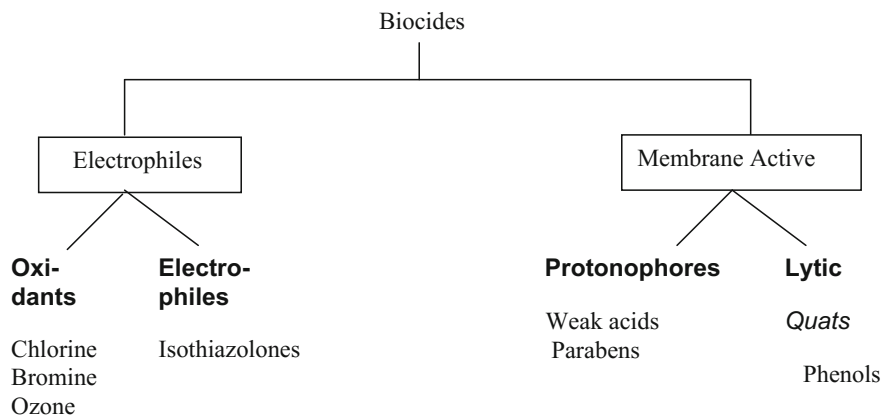 Biocides
Electrophiles
Membrane Active
Oxi-
dants
Electro-
philes
Protonophores
Lytic
Chlorine
Bromine
Ozone
Isothiazolones
Weak acids
Parabens
Quats
Phenols